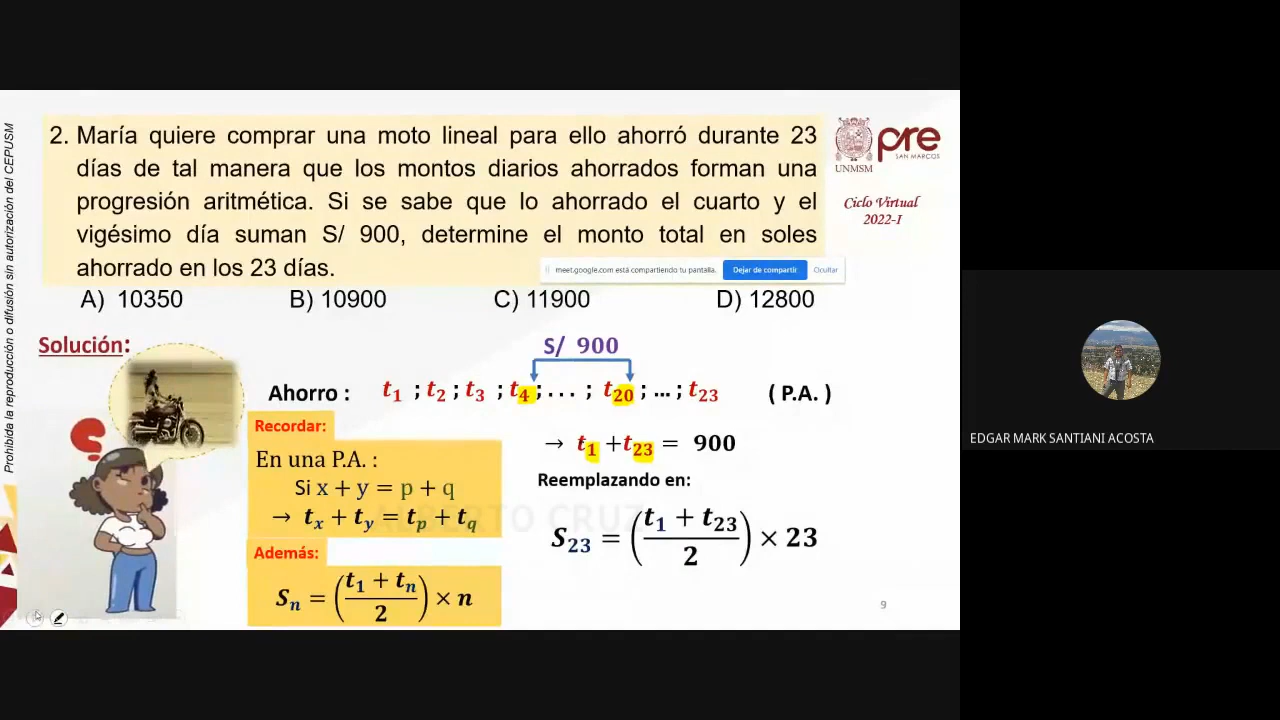 Prohibida la reproducción o difusión sin autorización del CEPUSM
2. María quiere comprar una moto lineal para ello ahorró durante 23
días de tal manera que los montos diarios ahorrados forman una
progresión aritmética. Si se sabe que lo ahorrado el cuarto y el
vigésimo día suman S/ 900, determine el monto total en soles
ahorrado en los 23 días.
UNMSM
pre
SAN MARCOS
Ciclo Virtual
2022-I
meet.google.com está compartiendo tu pantalla.
Dejar de compartir
Ocultar
A) 10350 B) 10900 C) 11900 D) 12800
Solución:
S/ 900
Ahorro : t₁ ; t₂ ; t₃ ; t₄ ; . . . ; t₂₀ ; ... ; t₂₃ ( P.A. )
Recordar:
En una P.A. :
Si x + y = p + q
→ tₓ + t_y = t_p + t_q
Además:
Sₙ = ((t₁ + tₙ)/2) × n
→ t₁ + t₂₃ = 900
Reemplazando en:
ALBERTO CRUZ
S₂₃ = ((t₁ + t₂₃)/2) × 23
9
EDGAR MARK SANTIANI ACOSTA